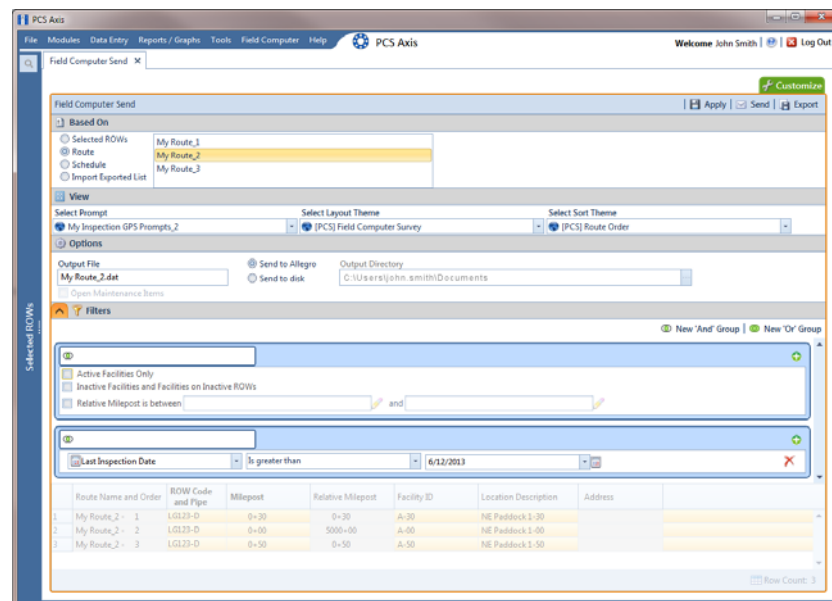 PCS Axis
File Modules Data Entry Reports / Graphs Tools Field Computer Help PCS Axis Welcome John Smith | Log Out
Field Computer Send X
Customize
Field Computer Send | Apply | Send | Export
Based On
Selected ROWs
Route
Schedule
Import Exported List
My Route_1
My Route_2
My Route_3
View
Select Prompt Select Layout Theme Select Sort Theme
My Inspection GPS Prompts_2 [PCS] Field Computer Survey [PCS] Route Order
Options
Output File Send to Allegro Output Directory
My Route_2.dat Send to disk C:\Users\john.smith\Documents
Open Maintenance Items
Filters
Selected ROWs
New 'And' Group | New 'Or' Group
Active Facilities Only
Inactive Facilities and Facilities on Inactive ROWs
Relative Milepost is between and
Last Inspection Date Is greater than 6/12/2013
Route Name and Order ROW Code and Pipe Milepost Relative Milepost Facility ID Location Description Address
1 My Route_2 - 1 LG123-D 0+30 0+30 A-30 NE Paddock 1-30
2 My Route_2 - 2 LG123-D 0+00 5000+00 A-00 NE Paddock 1-00
3 My Route_2 - 3 LG123-D 0+50 0+50 A-50 NE Paddock 1-50
Row Count: 3